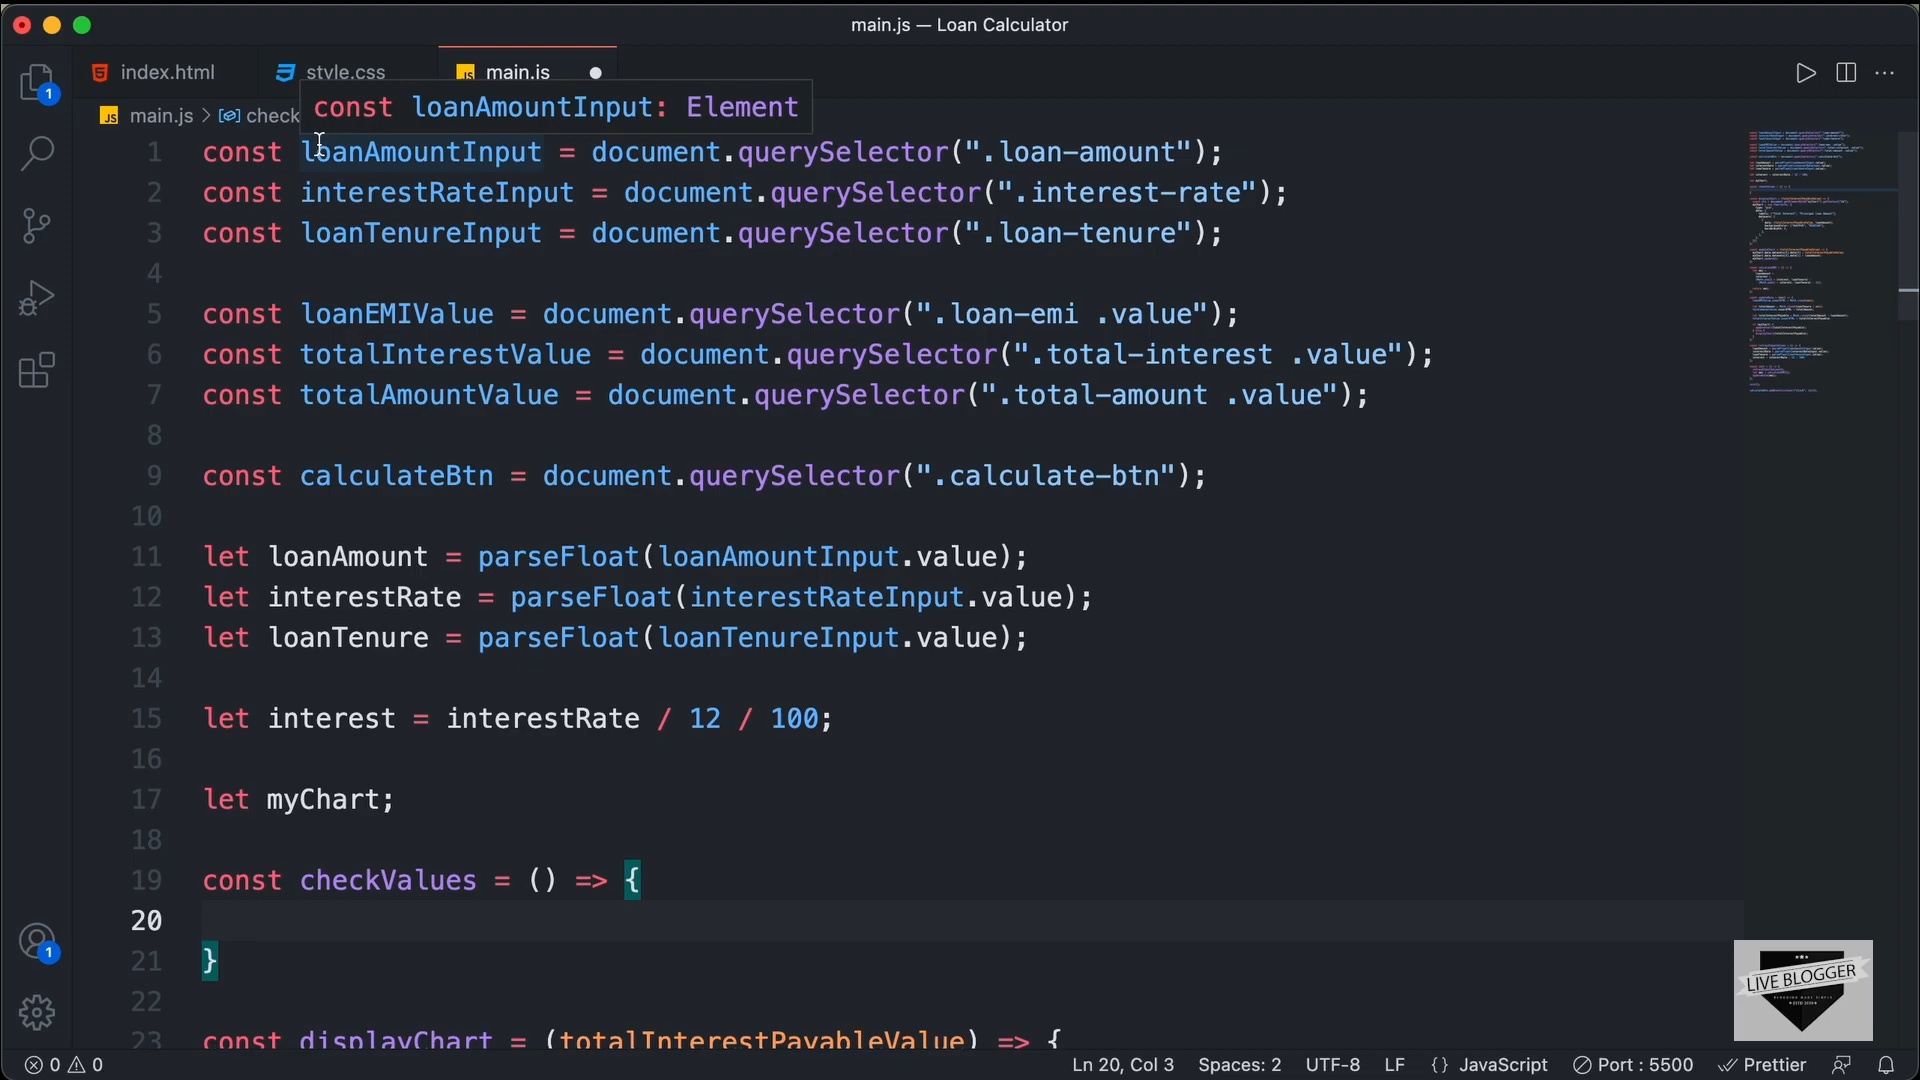 main.js — Loan Calculator
index.html
style.css
JS main.js
JS main.js > check
const loanAmountInput: Element
1 const loanAmountInput = document.querySelector(".loan-amount");
2 const interestRateInput = document.querySelector(".interest-rate");
3 const loanTenureInput = document.querySelector(".loan-tenure");
4
5 const loanEMIValue = document.querySelector(".loan-emi .value");
6 const totalInterestValue = document.querySelector(".total-interest .value");
7 const totalAmountValue = document.querySelector(".total-amount .value");
8
9 const calculateBtn = document.querySelector(".calculate-btn");
10
11 let loanAmount = parseFloat(loanAmountInput.value);
12 let interestRate = parseFloat(interestRateInput.value);
13 let loanTenure = parseFloat(loanTenureInput.value);
14
15 let interest = interestRate / 12 / 100;
16
17 let myChart;
18
19 const checkValues = () => {
20
21 }
22
23 const displayChart = (totalInterestPayableValue) => {
1
1
LIVE BLOGGER
0 0
Ln 20, Col 3
Spaces: 2
UTF-8
LF
{} JavaScript
Port : 5500
Prettier